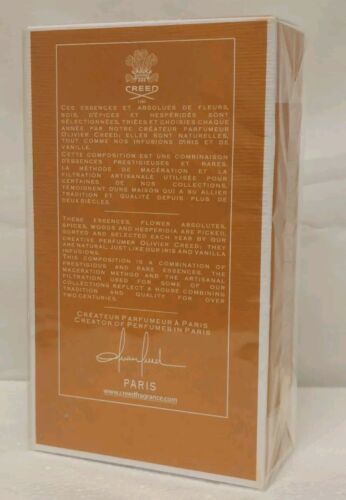 CREED
CES ESSENCES ET ABSOLUES DE FLEURS,
BOIS, D'ÉPICES ET HESPÉRIDÉS SONT
SÉLECTIONNÉES, TRIÉES ET CHOISIES CHAQUE
ANNÉE PAR NOTRE CRÉATEUR PARFUMEUR
OLIVIER CREED; ELLES SONT NATURELLES,
TOUT COMME NOS INFUSIONS D'IRIS ET DE
VANILLE.
CETTE COMPOSITION EST UNE COMBINAISON
D'ESSENCES PRESTIGIEUSES ET RARES.
LA MÉTHODE DE MACÉRATION ET LA
FILTRATION ARTISANALE UTILISÉE POUR
CERTAINES DE NOS COLLECTIONS,
TÉMOIGNENT D'UNE MAISON QUI A SU ALLIER
TRADITION ET QUALITÉ DEPUIS PLUS DE
DEUX SIÈCLES.
THESE ESSENCES, FLOWER ABSOLUTES,
SPICES, WOODS AND HESPERIDIA ARE PICKED,
SORTED AND SELECTED EACH YEAR BY OUR
CREATIVE PERFUMER OLIVIER CREED; THEY
ARE NATURAL, JUST LIKE OUR IRIS AND VANILLA
INFUSIONS.
THIS COMPOSITION IS A COMBINATION OF
PRESTIGIOUS AND RARE ESSENCES. THE
MACERATION METHOD AND THE ARTISANAL
FILTRATION USED FOR SOME OF OUR
COLLECTIONS REFLECT A HOUSE COMBINING
TRADITION AND QUALITY FOR OVER
TWO CENTURIES.
CRÉATEUR PARFUMEUR À PARIS
CREATOR OF PERFUMES IN PARIS
PARIS
www.creedfragrance.com